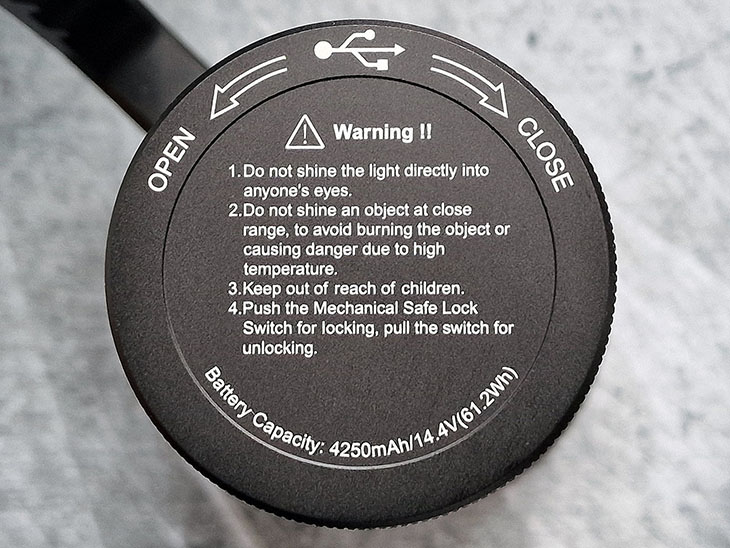 OPEN
CLOSE
Warning !!
1.Do not shine the light directly into
anyone's eyes.
2.Do not shine an object at close
range, to avoid burning the object or
causing danger due to high
temperature.
3.Keep out of reach of children.
4.Push the Mechanical Safe Lock
Switch for locking, pull the switch for
unlocking.
Battery Capacity: 4250mAh/14.4V(61.2Wh)